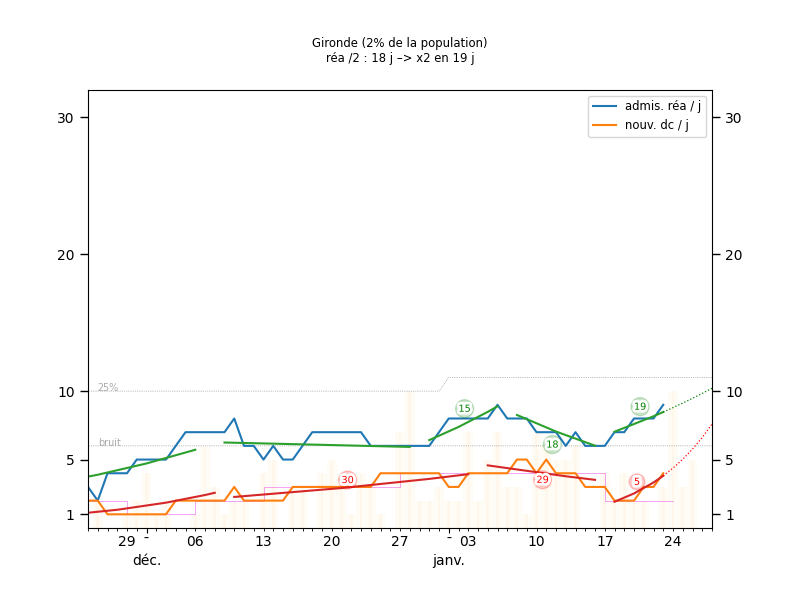 Gironde (2% de la population)
réa /2 : 18 j –> x2 en 19 j
admis. réa / j
nouv. dc / j
30 30
20 20
25%
10 10
15 19
bruit 18
5 5
30 29 5
1 1
29 - 06 13 20 27 - 03 10 17 24
déc. janv.